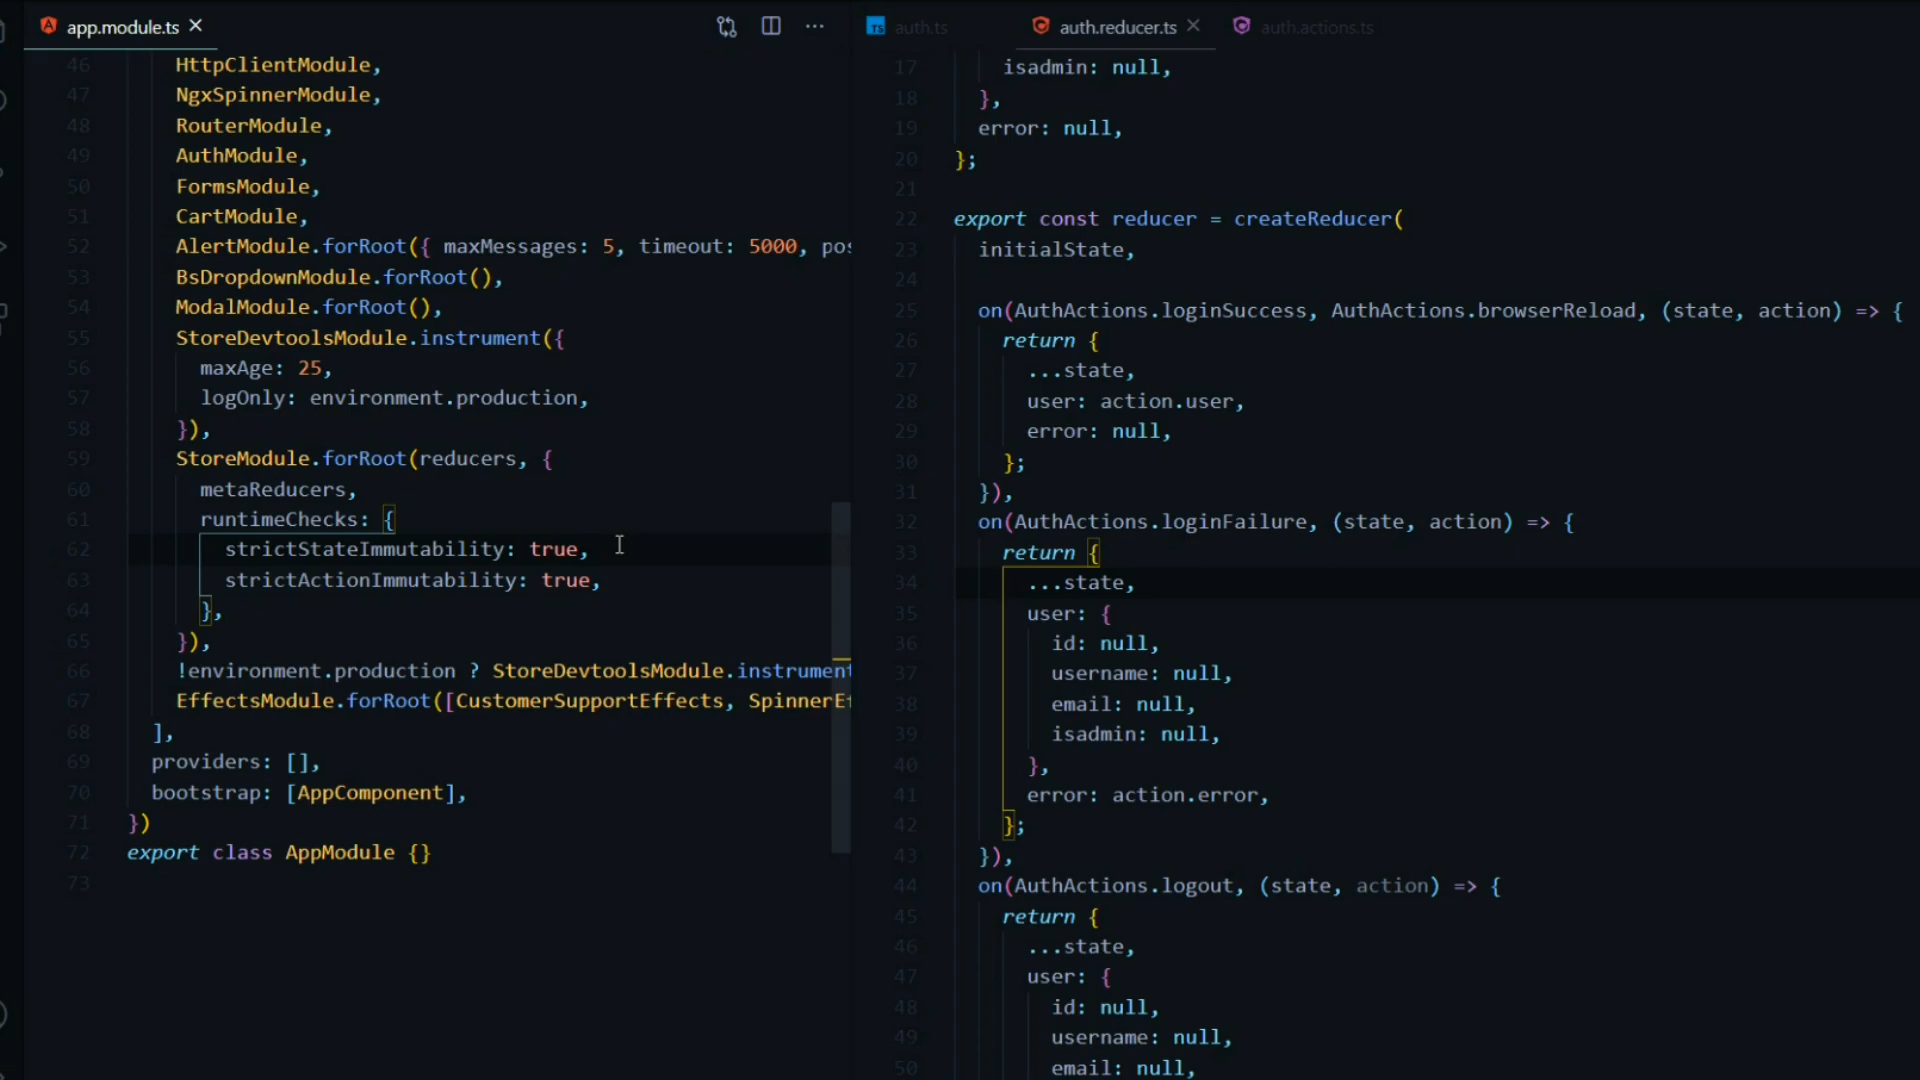 app.module.ts
46 HttpClientModule,
47 NgxSpinnerModule,
48 RouterModule,
49 AuthModule,
50 FormsModule,
51 CartModule,
52 AlertModule.forRoot({ maxMessages: 5, timeout: 5000, pos
53 BsDropdownModule.forRoot(),
54 ModalModule.forRoot(),
55 StoreDevtoolsModule.instrument({
56 maxAge: 25,
57 logOnly: environment.production,
58 }),
59 StoreModule.forRoot(reducers, {
60 metaReducers,
61 runtimeChecks: {
62 strictStateImmutability: true,
63 strictActionImmutability: true,
64 },
65 }),
66 !environment.production ? StoreDevtoolsModule.instrument
67 EffectsModule.forRoot([CustomerSupportEffects, SpinnerEf
68 ],
69 providers: [],
70 bootstrap: [AppComponent],
71 })
72 export class AppModule {}
73
TS auth.ts
auth.reducer.ts
auth.actions.ts
17 isadmin: null,
18 },
19 error: null,
20 };
21
22 export const reducer = createReducer(
23 initialState,
24
25 on(AuthActions.loginSuccess, AuthActions.browserReload, (state, action) => {
26 return {
27 ...state,
28 user: action.user,
29 error: null,
30 };
31 }),
32 on(AuthActions.loginFailure, (state, action) => {
33 return {
34 ...state,
35 user: {
36 id: null,
37 username: null,
38 email: null,
39 isadmin: null,
40 },
41 error: action.error,
42 };
43 }),
44 on(AuthActions.logout, (state, action) => {
45 return {
46 ...state,
47 user: {
48 id: null,
49 username: null,
50 email: null,